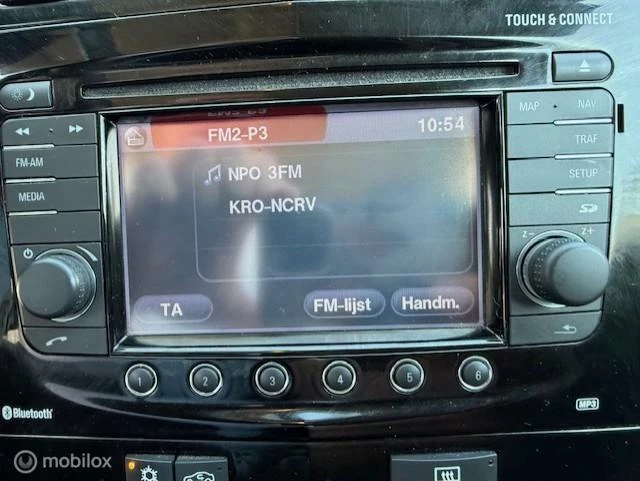 TOUCH & CONNECT
FM2-P3
10:54
NPO 3FM
KRO-NCRV
TA
FM-lijst
Handm.
FM-AM
MEDIA
MAP
NAV
TRAF
SETUP
Z-
Z+
1
2
3
4
5
6
Bluetooth®
MP3
mobilox